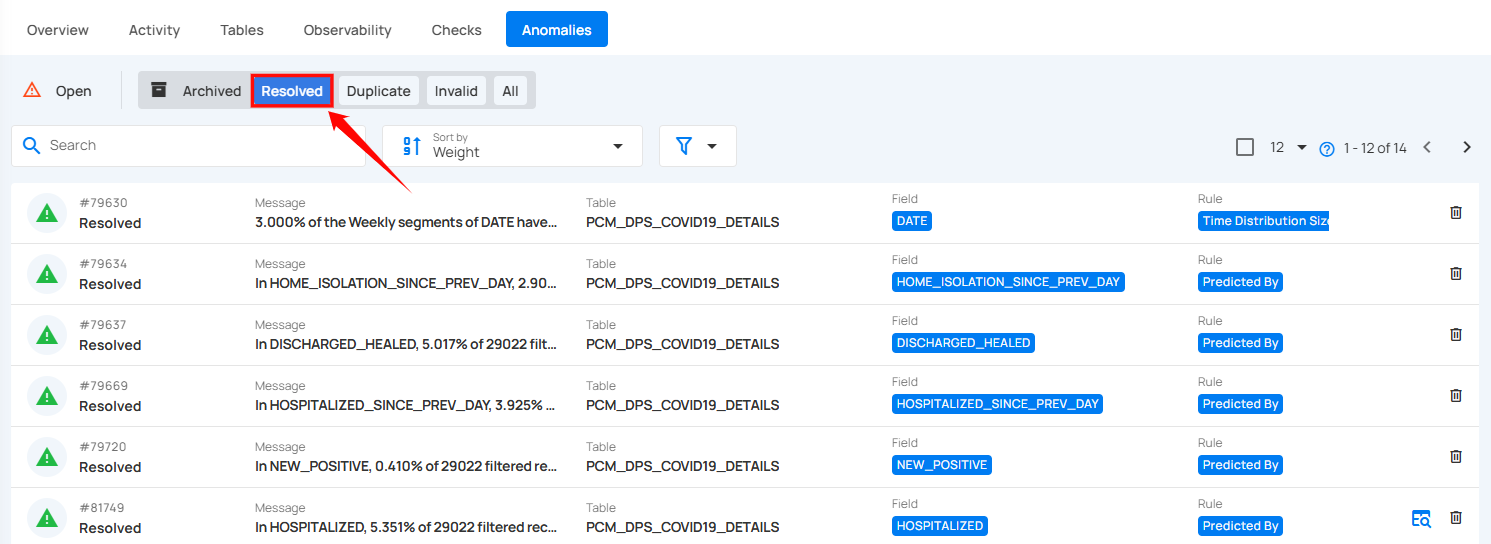 Overview Activity Tables Observability Checks Anomalies
Open Archived Resolved Duplicate Invalid All
Search Sort by Weight 12 1 - 12 of 14
#79630 Message Table Field Rule
Resolved 3.000% of the Weekly segments of DATE have... PCM_DPS_COVID19_DETAILS DATE Time Distribution Size
#79634 Message Table Field Rule
Resolved In HOME_ISOLATION_SINCE_PREV_DAY, 2.90... PCM_DPS_COVID19_DETAILS HOME_ISOLATION_SINCE_PREV_DAY Predicted By
#79637 Message Table Field Rule
Resolved In DISCHARGED_HEALED, 5.017% of 29022 filt... PCM_DPS_COVID19_DETAILS DISCHARGED_HEALED Predicted By
#79669 Message Table Field Rule
Resolved In HOSPITALIZED_SINCE_PREV_DAY, 3.925% ... PCM_DPS_COVID19_DETAILS HOSPITALIZED_SINCE_PREV_DAY Predicted By
#79720 Message Table Field Rule
Resolved In NEW_POSITIVE, 0.410% of 29022 filtered re... PCM_DPS_COVID19_DETAILS NEW_POSITIVE Predicted By
#81749 Message Table Field Rule
Resolved In HOSPITALIZED, 5.351% of 29022 filtered rec... PCM_DPS_COVID19_DETAILS HOSPITALIZED Predicted By